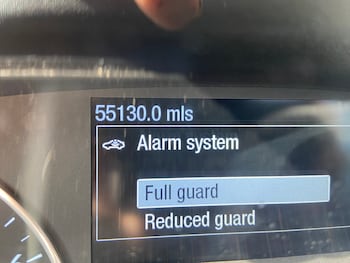 55130.0 mls
Alarm system
Full guard
Reduced guard